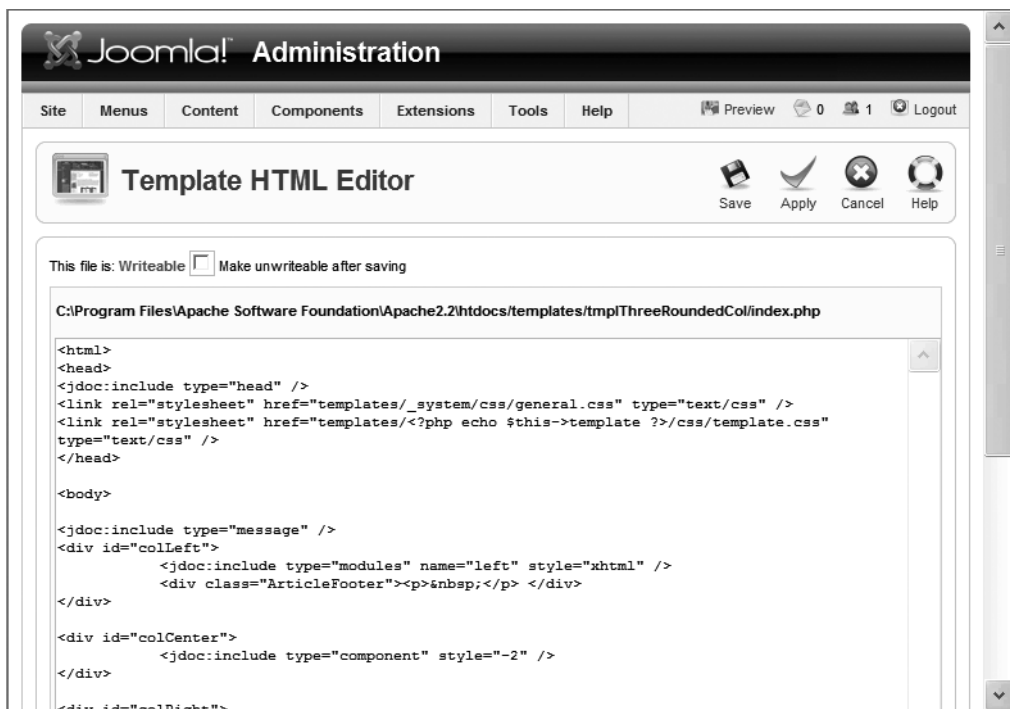 Joomla!™ Administration
Site Menus Content Components Extensions Tools Help Preview 0 1 Logout
Template HTML Editor
Save Apply Cancel Help
This file is: Writeable Make unwriteable after saving
C:\Program Files\Apache Software Foundation\Apache2.2\htdocs/templates/tmplThreeRoundedCol/index.php
<html>
<head>
<jdoc:include type="head" />
<link rel="stylesheet" href="templates/_system/css/general.css" type="text/css" />
<link rel="stylesheet" href="templates/<?php echo $this->template ?>/css/template.css"
type="text/css" />
</head>
<body>
<jdoc:include type="message" />
<div id="colLeft">
<jdoc:include type="modules" name="left" style="xhtml" />
<div class="ArticleFooter"><p>&nbsp;</p> </div>
</div>
<div id="colCenter">
<jdoc:include type="component" style="-2" />
</div>
<div id="colRight">